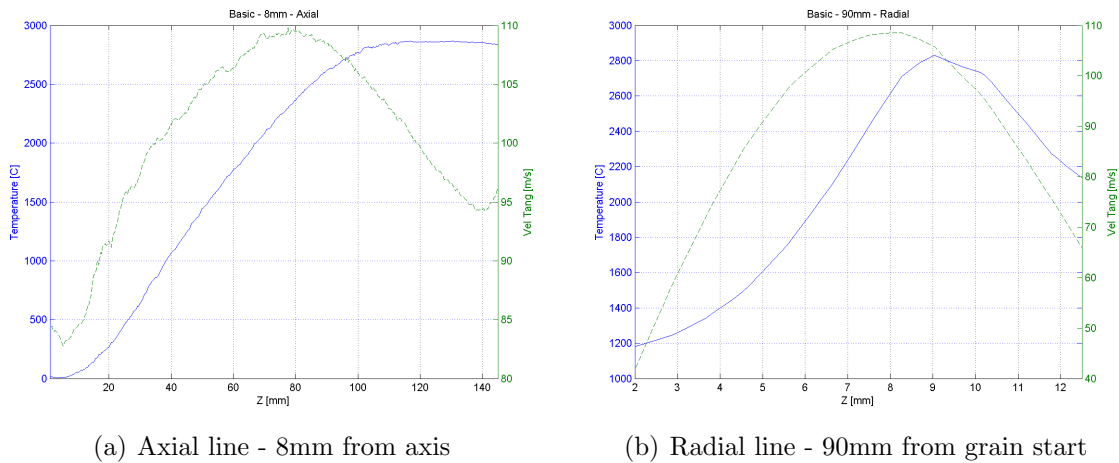 Basic - 8mm - Axial
3000
2500
2000
1500
1000
500
0
Temperature [C]
110
105
100
95
90
85
80
Vel Tang [m/s]
20 40 60 80 100 120 140
Z [mm]
(a) Axial line - 8mm from axis
Basic - 90mm - Radial
3000
2800
2600
2400
2200
2000
1800
1600
1400
1200
1000
Temperature [C]
110
100
90
80
70
60
50
40
Vel Tang [m/s]
2 3 4 5 6 7 8 9 10 11 12
Z [mm]
(b) Radial line - 90mm from grain start